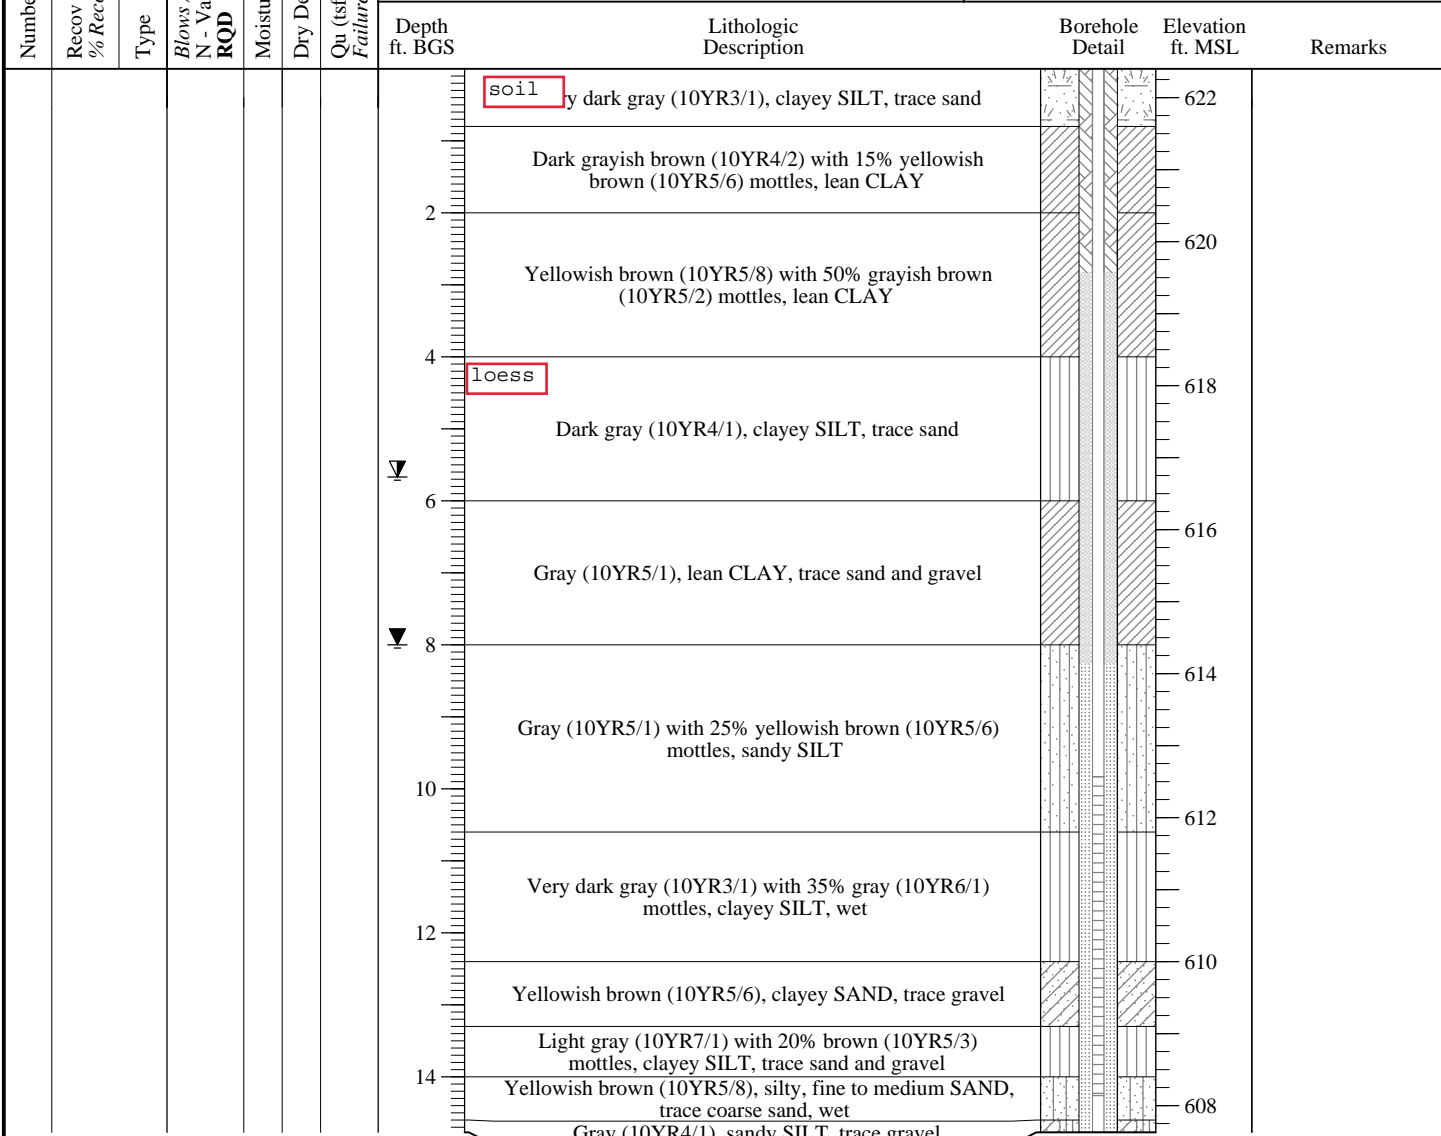 Numbe
Recov
% Rece
Type
Blows
N - Va
RQD
Moistu
Dry De
Qu (tsf
Failure
Depth
ft. BGS
Lithologic
Description
Borehole
Detail
Elevation
ft. MSL
Remarks
soil
y dark gray (10YR3/1), clayey SILT, trace sand
622
Dark grayish brown (10YR4/2) with 15% yellowish
brown (10YR5/6) mottles, lean CLAY
2
620
Yellowish brown (10YR5/8) with 50% grayish brown
(10YR5/2) mottles, lean CLAY
4
loess
618
Dark gray (10YR4/1), clayey SILT, trace sand
6
616
Gray (10YR5/1), lean CLAY, trace sand and gravel
8
614
Gray (10YR5/1) with 25% yellowish brown (10YR5/6)
mottles, sandy SILT
10
612
Very dark gray (10YR3/1) with 35% gray (10YR6/1)
mottles, clayey SILT, wet
12
610
Yellowish brown (10YR5/6), clayey SAND, trace gravel
Light gray (10YR7/1) with 20% brown (10YR5/3)
mottles, clayey SILT, trace sand and gravel
14
Yellowish brown (10YR5/8), silty, fine to medium SAND,
trace coarse sand, wet
608
Gray (10YR4/1), sandy SILT, trace gravel